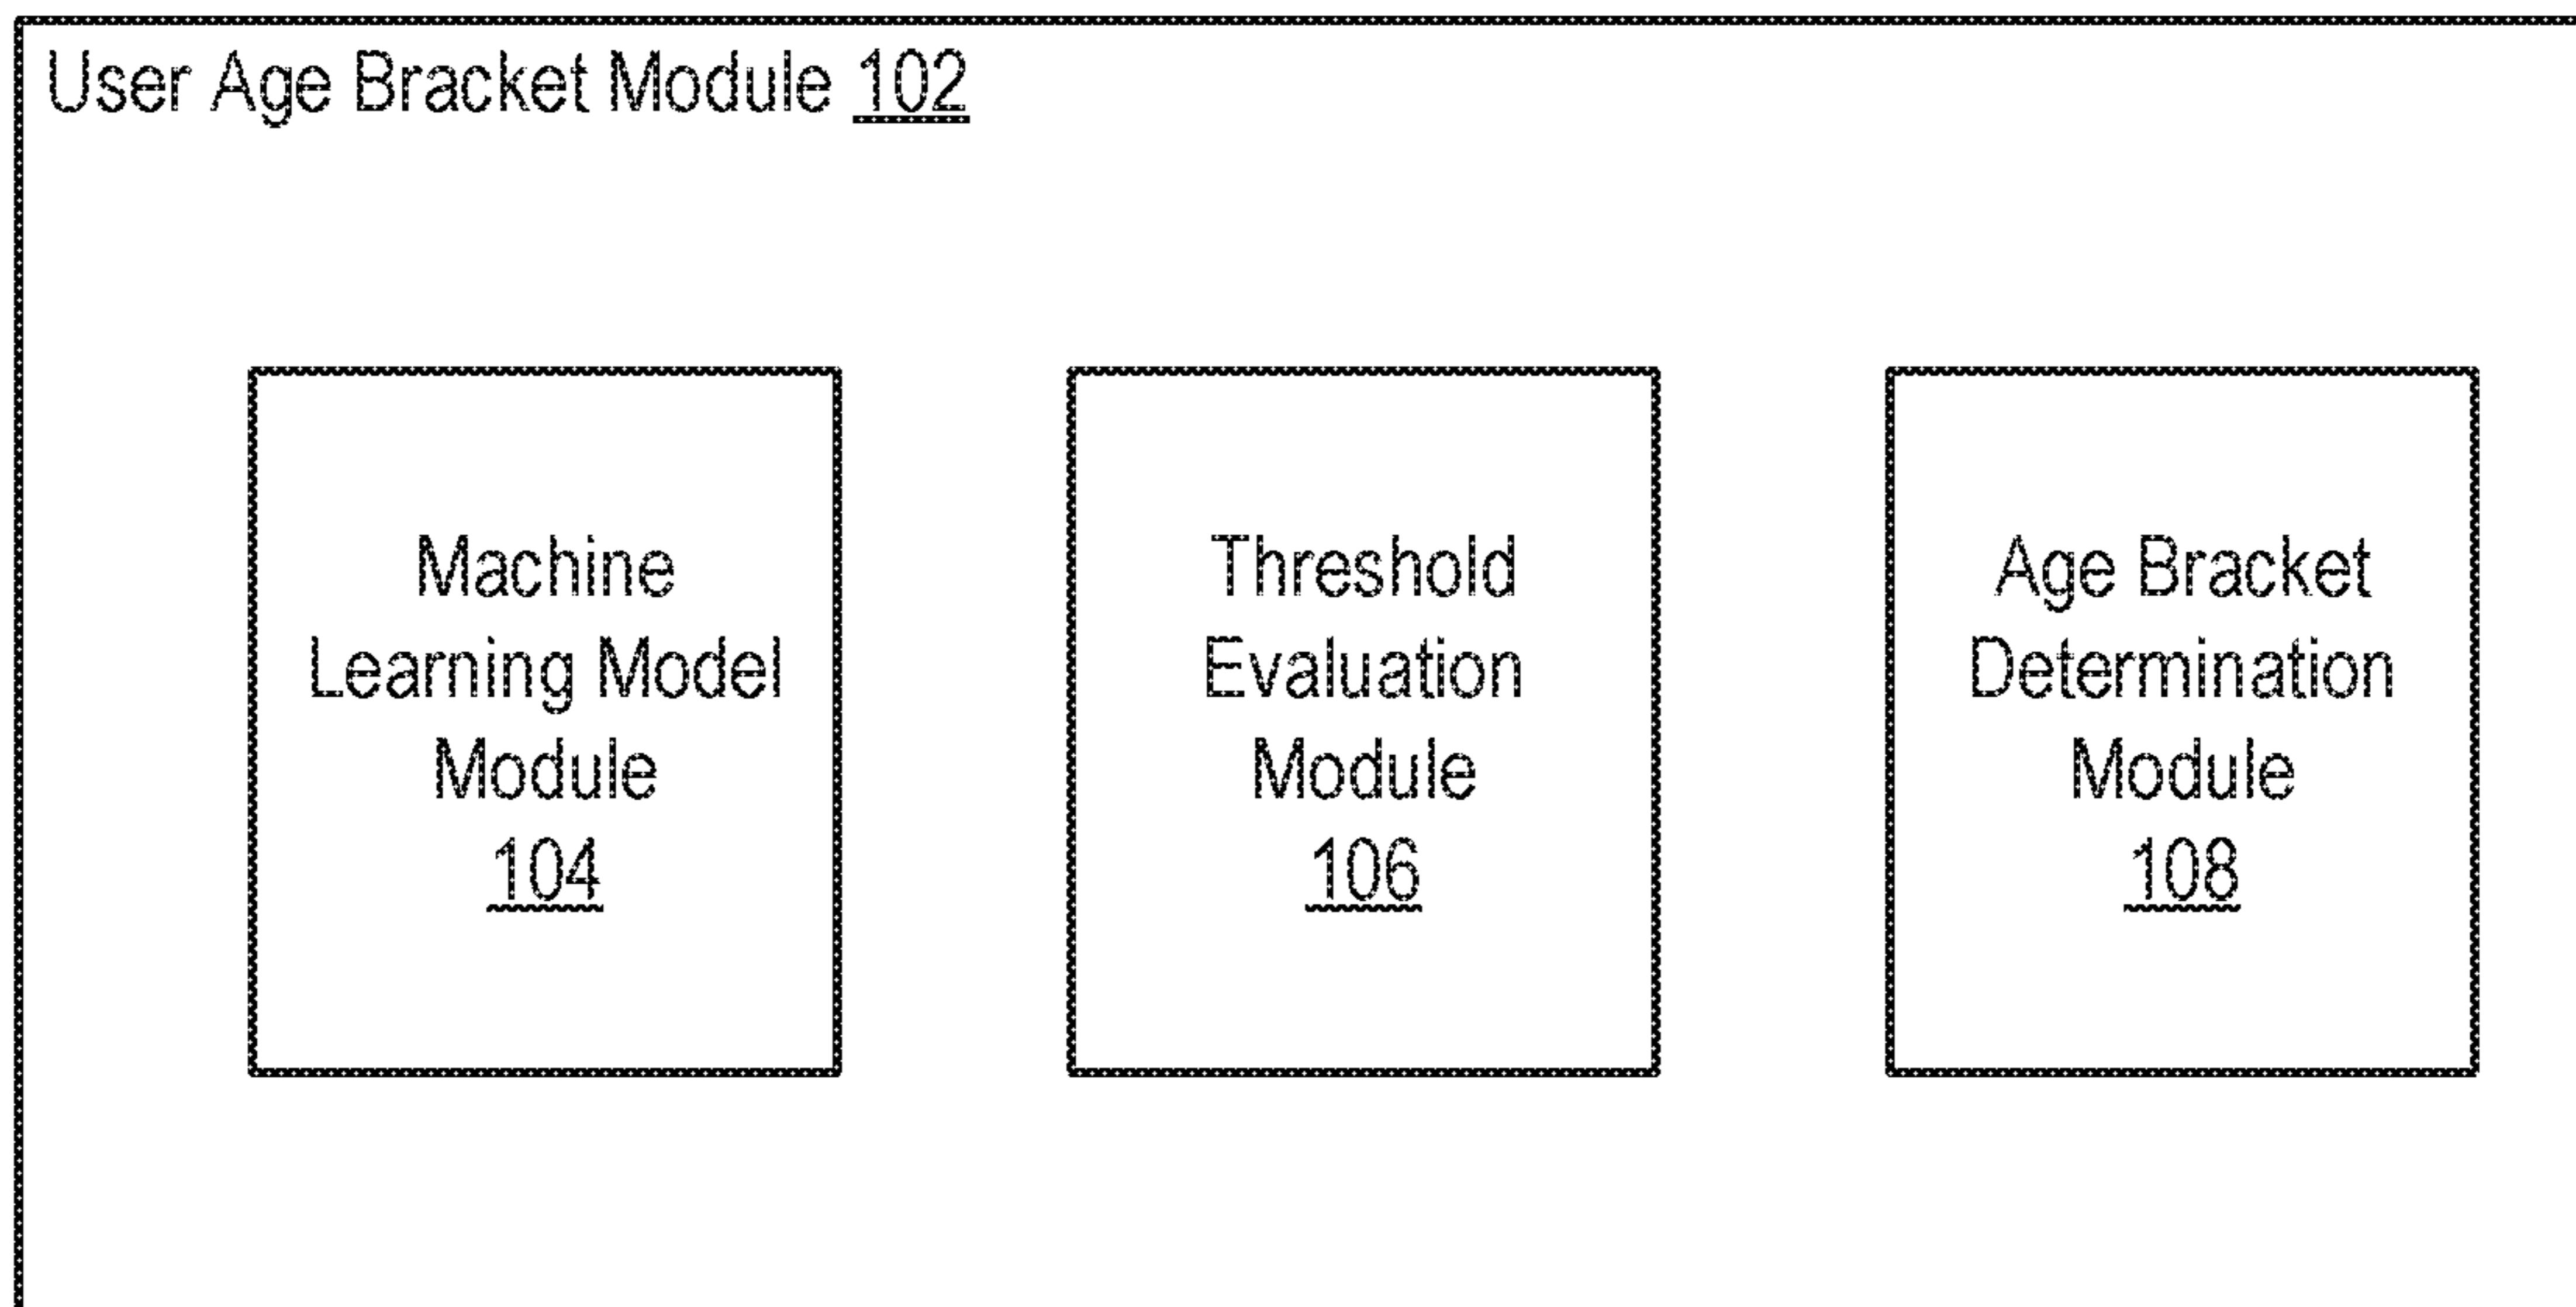 User Age Bracket Module 102
Machine
Learning Model
Module
104
Threshold
Evaluation
Module
106
Age Bracket
Determination
Module
108